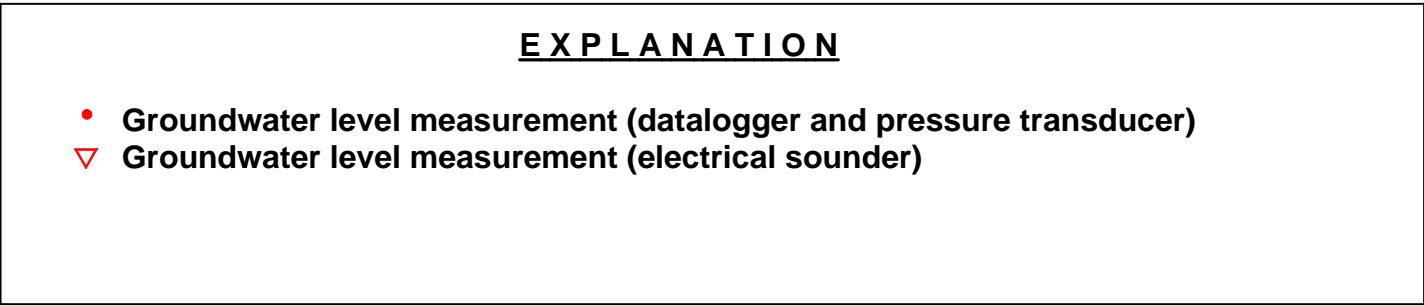 E X P L A N A T I O N
Groundwater level measurement (datalogger and pressure transducer)
Groundwater level measurement (electrical sounder)